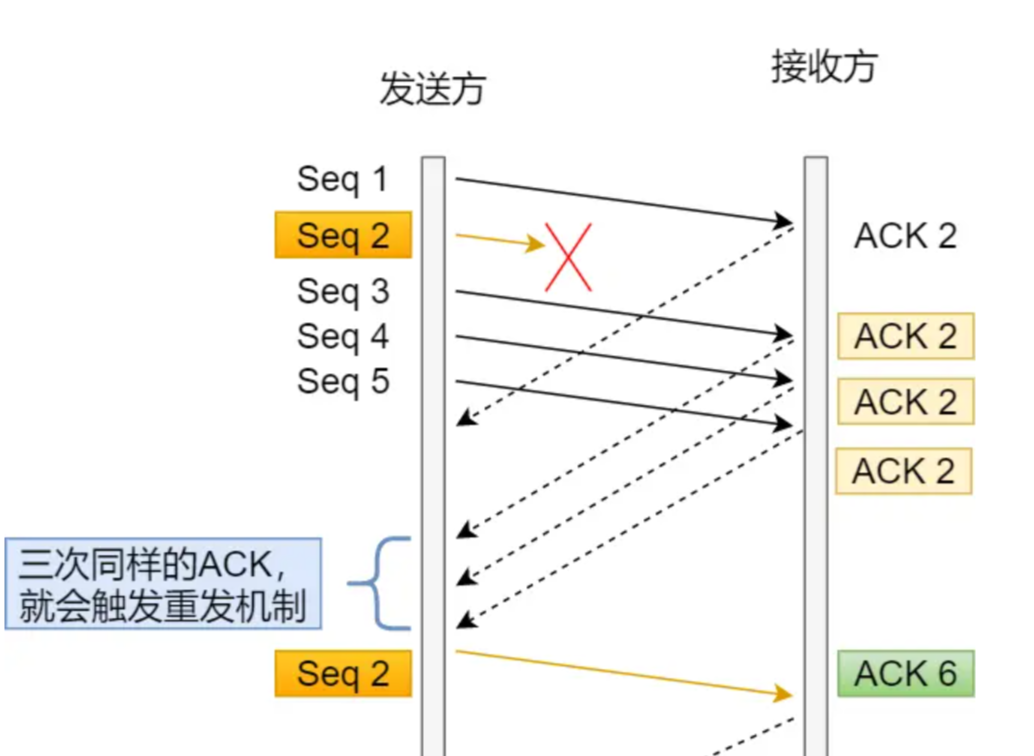 发送方
接收方
Seq 1
ACK 2
Seq 2
Seq 3
ACK 2
Seq 4
Seq 5
ACK 2
ACK 2
三次同样的ACK，
就会触发重发机制
Seq 2
ACK 6